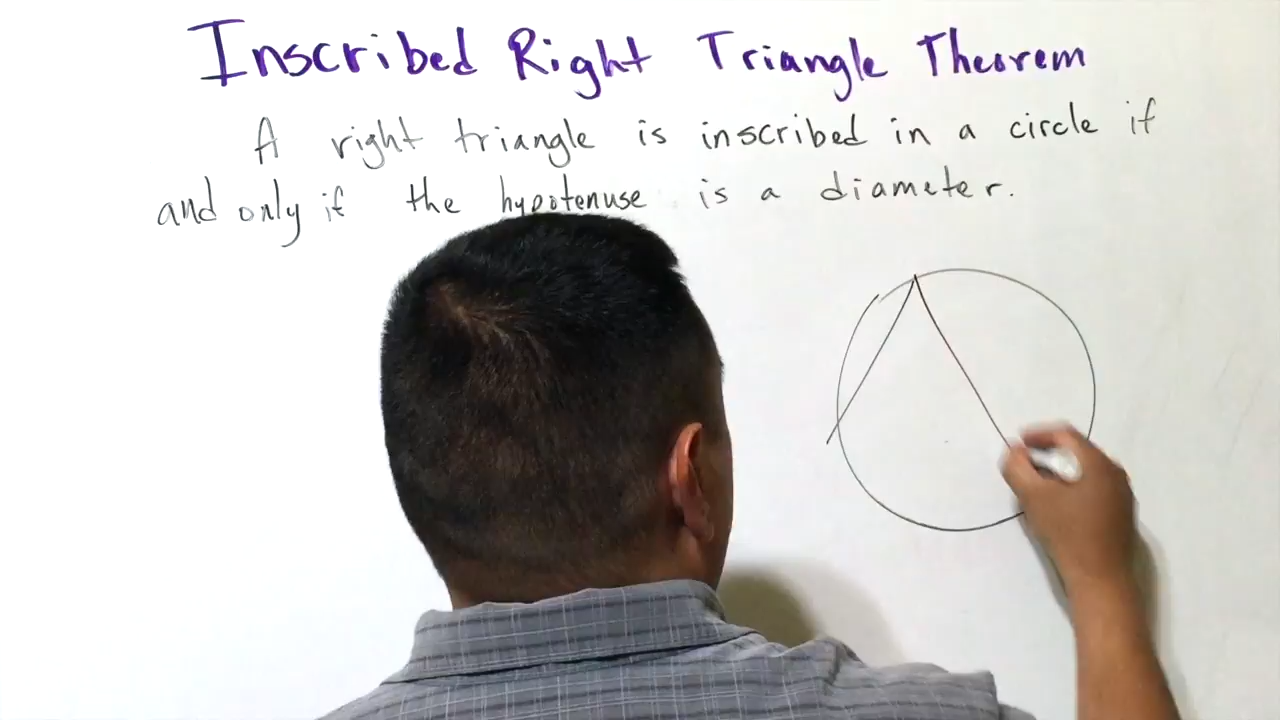 Inscribed Right Triangle Theorem
A right triangle is inscribed in a circle if
and only if the hypotenuse is a diameter.